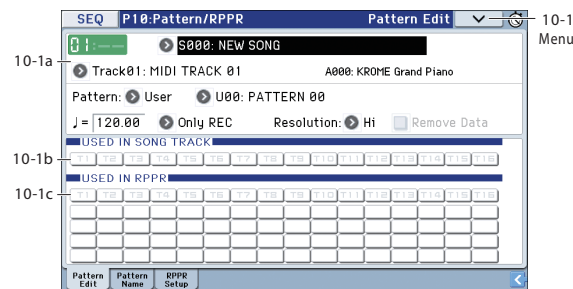 SEQ P10:Pattern/RPPR Pattern Edit
10-1
Menu
01:--- S000: NEW SONG
10-1a
Track01: MIDI TRACK 01 A000: KROME Grand Piano
Pattern: User U00: PATTERN 00
♩= 120.00 Only REC Resolution: Hi Remove Data
USED IN SONG TRACK
10-1b
T1 T2 T3 T4 T5 T6 T7 T8 T9 T10 T11 T12 T13 T14 T15 T16
USED IN RPPR
10-1c
T1 T2 T3 T4 T5 T6 T7 T8 T9 T10 T11 T12 T13 T14 T15 T16
Pattern Edit
Pattern Name
RPPR Setup